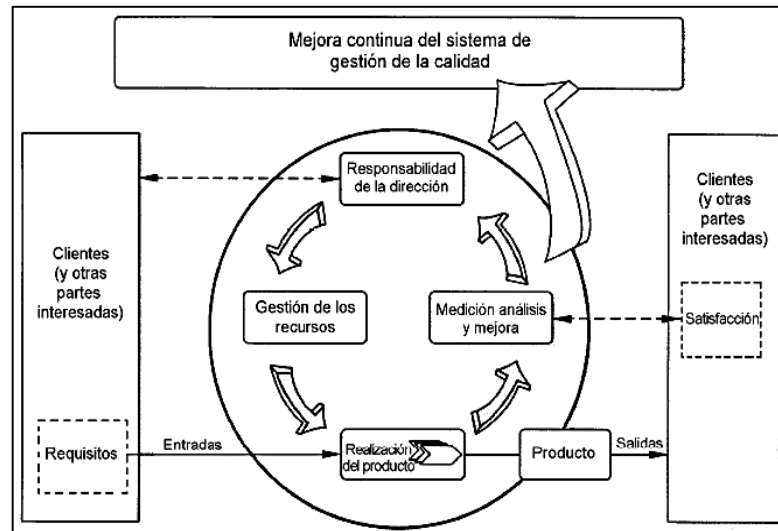 Mejora continua del sistema de
gestión de la calidad
Responsabilidad
de la dirección
Clientes
(y otras
partes
interesadas)
Clientes
(y otras
partes
interesadas)
Gestión de los
recursos
Medición análisis
y mejora
Satisfacción
Requisitos
Entradas
Realización
del producto
Producto
Salidas